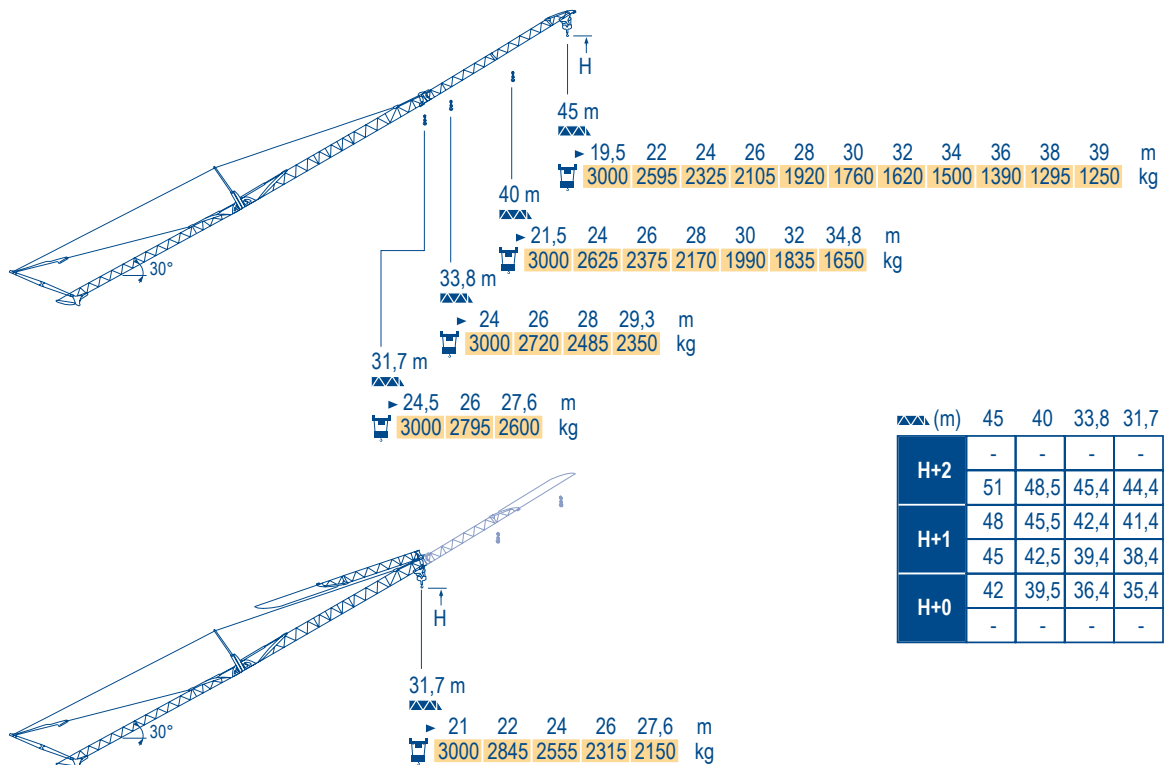 H
45 m
► 19,5 22 24 26 28 30 32 34 36 38 39 m
3000 2595 2325 2105 1920 1760 1620 1500 1390 1295 1250 kg
40 m
► 21,5 24 26 28 30 32 34,8 m
3000 2625 2375 2170 1990 1835 1650 kg
30°
33,8 m
► 24 26 28 29,3 m
3000 2720 2485 2350 kg
31,7 m
► 24,5 26 27,6 m
3000 2795 2600 kg
(m) 45 40 33,8 31,7
H+2
- - - -
51 48,5 45,4 44,4
H+1
48 45,5 42,4 41,4
45 42,5 39,4 38,4
H+0
42 39,5 36,4 35,4
- - - -
H
31,7 m
30°
► 21 22 24 26 27,6 m
3000 2845 2555 2315 2150 kg